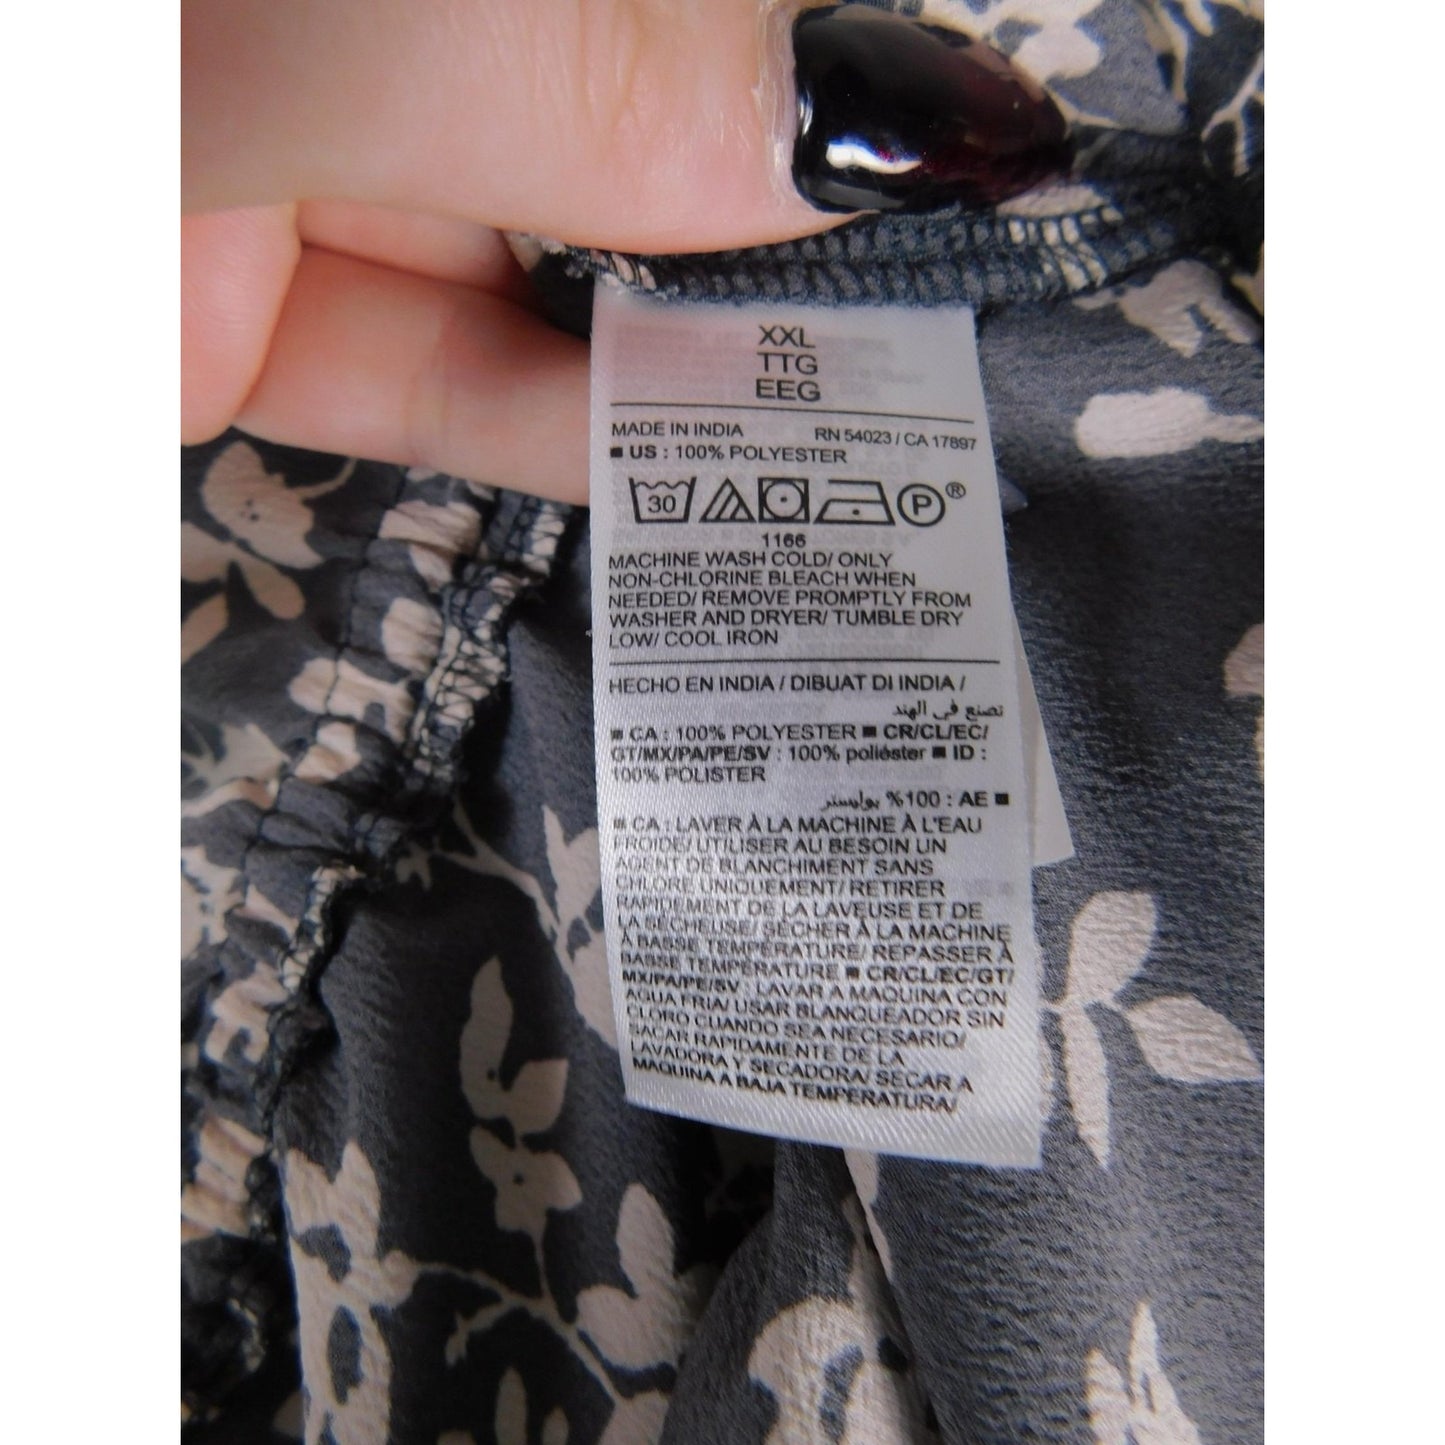 XXL
TTG
EEG
MADE IN INDIA RN 54023 / CA 17897
■ US : 100% POLYESTER
30 P ®
1166
MACHINE WASH COLD/ ONLY
NON-CHLORINE BLEACH WHEN
NEEDED/ REMOVE PROMPTLY FROM
WASHER AND DRYER/ TUMBLE DRY
LOW/ COOL IRON
HECHO EN INDIA / DIBUAT DI INDIA /
تصنع في الهند
■ CA : 100% POLYESTER ■ CR/CL/EC/
GT/MX/PA/PE/SV : 100% poliéster ■ ID :
100% POLISTER
■ AE : 100% بوليستر
■ CA : LAVER À LA MACHINE À L'EAU
FROIDE/ UTILISER AU BESOIN UN
AGENT DE BLANCHIMENT SANS
CHLORE UNIQUEMENT/ RETIRER
RAPIDEMENT DE LA LAVEUSE ET DE
LA SÉCHEUSE/ SÉCHER À LA MACHINE
À BASSE TEMPÉRATURE/ REPASSER À
BASSE TEMPÉRATURE ■ CR/CL/EC/GT/
MX/PA/PE/SV : LAVAR A MAQUINA CON
AGUA FRIA/ USAR BLANQUEADOR SIN
CLORO CUANDO SEA NECESARIO/
SACAR RAPIDAMENTE DE LA
LAVADORA Y SECADORA/ SECAR A
MAQUINA A BAJA TEMPERATURA/